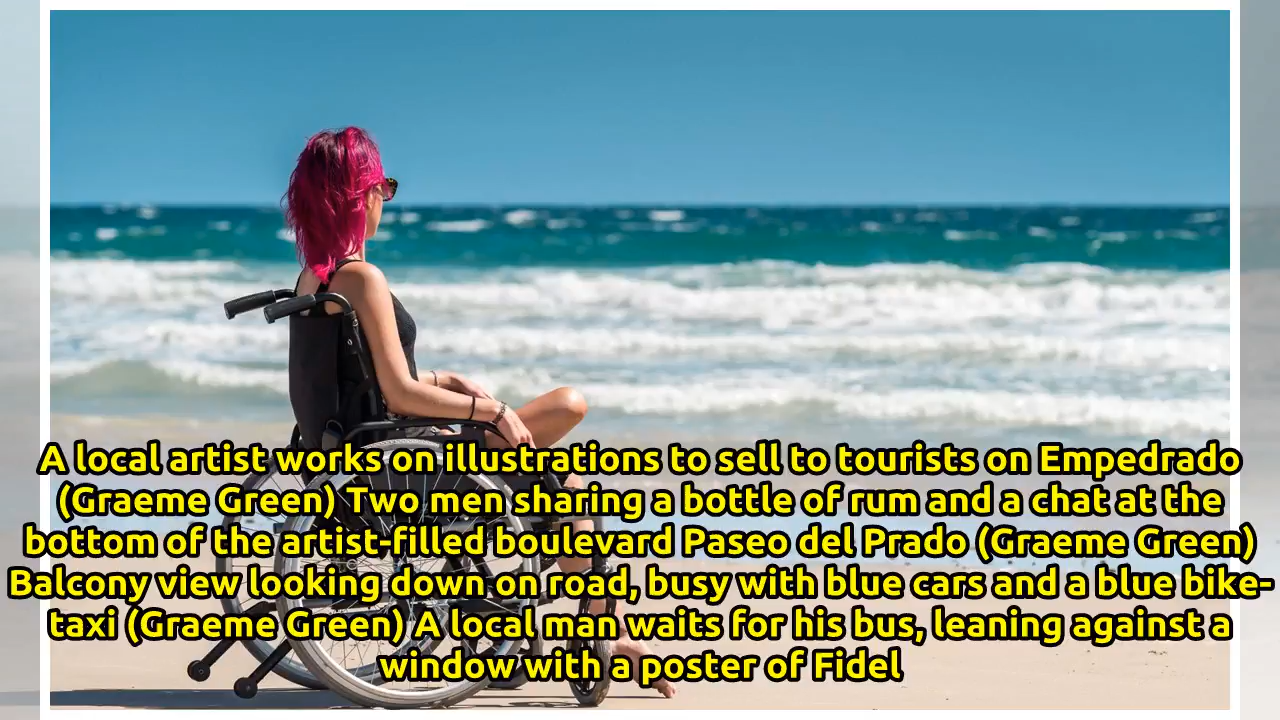 A local artist works on illustrations to sell to tourists on Empedrado
(Graeme Green) Two men sharing a bottle of rum and a chat at the
bottom of the artist-filled boulevard Paseo del Prado (Graeme Green)
Balcony view looking down on road, busy with blue cars and a blue bike-
taxi (Graeme Green) A local man waits for his bus, leaning against a
window with a poster of Fidel